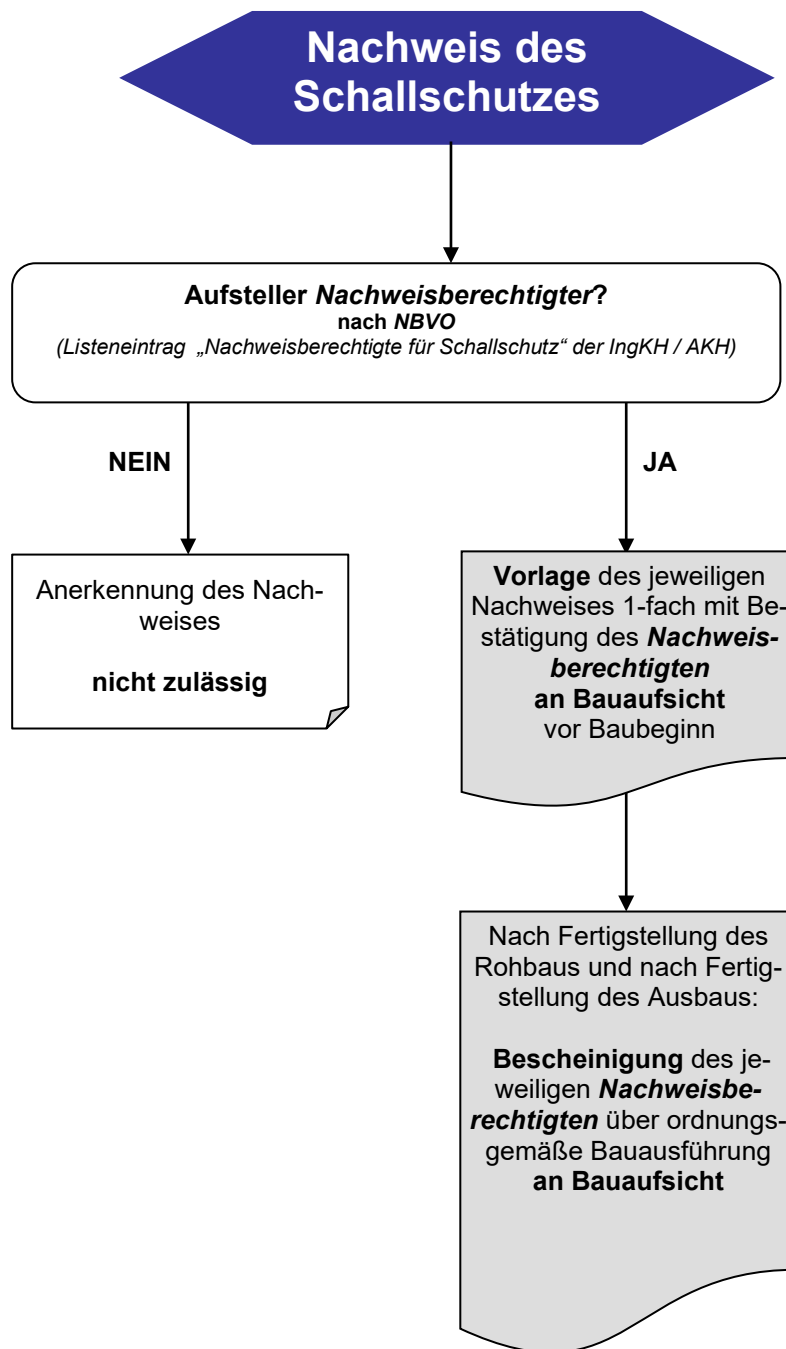 Nachweis des
Schallschutzes
Aufsteller Nachweisberechtigter?
nach NBVO
(Listeneintrag „Nachweisberechtigte für Schallschutz“ der IngKH / AKH)
NEIN
JA
Anerkennung des Nach-
weises
nicht zulässig
Vorlage des jeweiligen
Nachweises 1-fach mit Be-
stätigung des Nachweis-
berechtigten
an Bauaufsicht
vor Baubeginn
Nach Fertigstellung des
Rohbaus und nach Fertig-
stellung des Ausbaus:
Bescheinigung des je-
weiligen Nachweisbe-
rechtigten über ordnungs-
gemäße Bauausführung
an Bauaufsicht